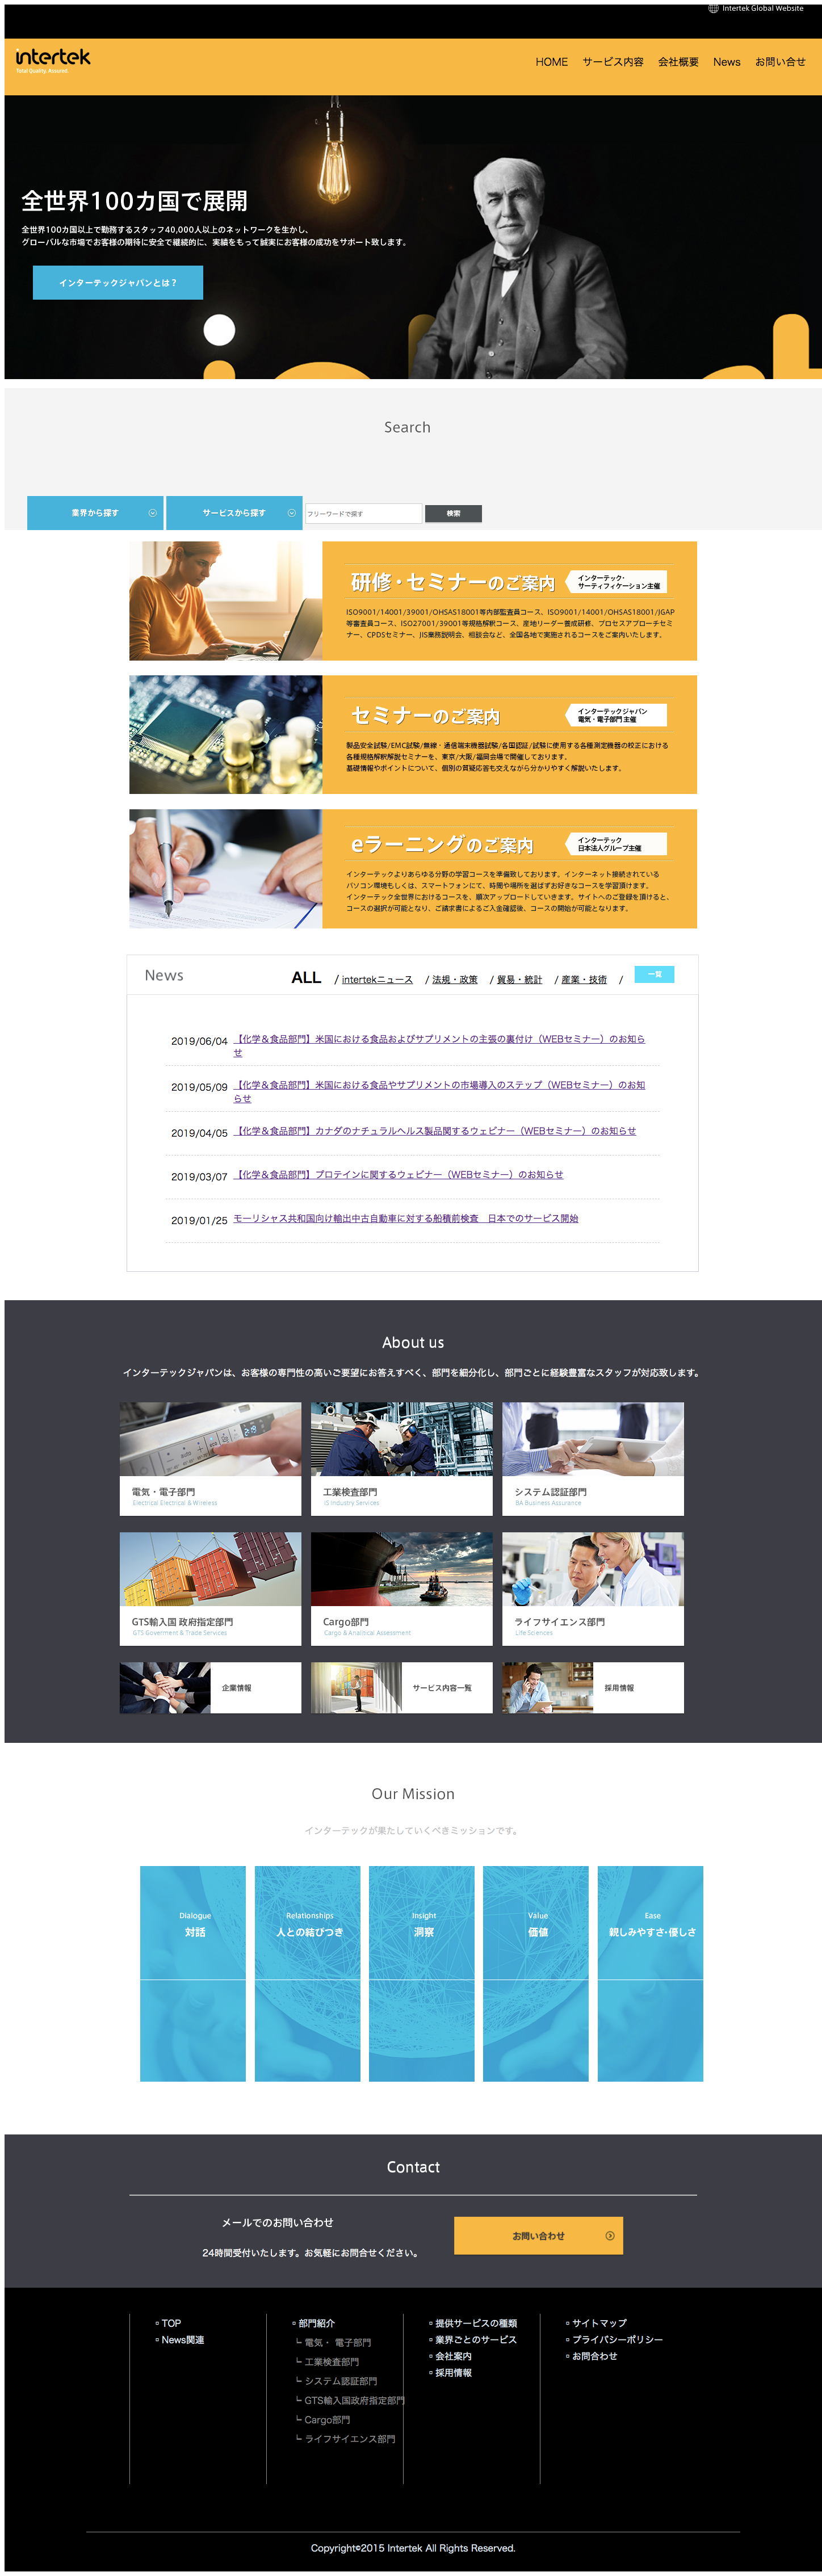 Intertek Global Website
intertek
Total Quality. Assured.
HOME サービス内容 会社概要 News お問い合せ
全世界100カ国で展開
全世界100カ国以上で勤務するスタッフ40,000人以上のネットワークを生かし、
グローバルな市場でお客様の期待に安全で継続的に、実績をもって誠実にお客様の成功をサポート致します。
インターテックジャパンとは？
Search
業界から探す サービスから探す フリーワードで探す 検索
研修・セミナーのご案内
インターテック・
サーティフィケーション主催
ISO9001/14001/39001/OHSAS18001等内部監査員コース、ISO9001/14001/OHSAS18001/JGAP
等審査員コース、ISO27001/39001等規格解釈コース、産地リーダー養成研修、プロセスアプローチセミ
ナー、CPDSセミナー、JIS業務説明会、相談会など、全国各地で実施されるコースをご案内いたします。
セミナーのご案内
インターテックジャパン
電気・電子部門 主催
製品安全試験/EMC試験/無線・通信端末機器試験/各国認証/試験に使用する各種測定機器の校正における
各種規格解釈解説セミナーを、東京/大阪/福岡会場で開催しております。
基礎情報やポイントについて、個別の質疑応答も交えながら分かりやすく解説いたします。
eラーニングのご案内
インターテック
日本法人グループ主催
インターテックよりあらゆる分野の学習コースを準備致しております。インターネット接続されている
パソコン環境もしくは、スマートフォンにて、時間や場所を選ばずお好きなコースを学習頂けます。
インターテック全世界におけるコースを、順次アップロードしていきます。サイトへのご登録を頂けると、
コースの選択が可能となり、ご請求書によるご入金確認後、コースの開始が可能となります。
News ALL / intertekニュース / 法規・政策 / 貿易・統計 / 産業・技術 / 一覧
2019/06/04 【化学＆食品部門】米国における食品およびサプリメントの主張の裏付け（WEBセミナー）のお知ら
せ
2019/05/09 【化学＆食品部門】米国における食品やサプリメントの市場導入のステップ（WEBセミナー）のお知
らせ
2019/04/05 【化学＆食品部門】カナダのナチュラルヘルス製品関するウェビナー（WEBセミナー）のお知らせ
2019/03/07 【化学＆食品部門】プロテインに関するウェビナー（WEBセミナー）のお知らせ
2019/01/25 モーリシャス共和国向け輸出中古自動車に対する船積前検査　日本でのサービス開始
About us
インターテックジャパンは、お客様の専門性の高いご要望にお答えすべく、部門を細分化し、部門ごとに経験豊富なスタッフが対応致します。
電気・電子部門
Electrical Electrical & Wireless
工業検査部門
IS Industry Services
システム認証部門
BA Business Assurance
GTS輸入国 政府指定部門
GTS Goverment & Trade Services
Cargo部門
Cargo & Analitical Assessment
ライフサイエンス部門
Life Sciences
企業情報
サービス内容一覧
採用情報
Our Mission
インターテックが果たしていくべきミッションです。
Dialogue
対話
Relationships
人との結びつき
Insight
洞察
Value
価値
Ease
親しみやすさ・優しさ
Contact
メールでのお問い合わせ
24時間受付いたします。お気軽にお問合せください。
お問い合わせ
TOP
News関連
部門紹介
┗ 電気・ 電子部門
┗ 工業検査部門
┗ システム認証部門
┗ GTS輸入国政府指定部門
┗ Cargo部門
┗ ライフサイエンス部門
提供サービスの種類
業界ごとのサービス
会社案内
採用情報
サイトマップ
プライバシーポリシー
お問合わせ
Copyright©2015 Intertek All Rights Reserved.